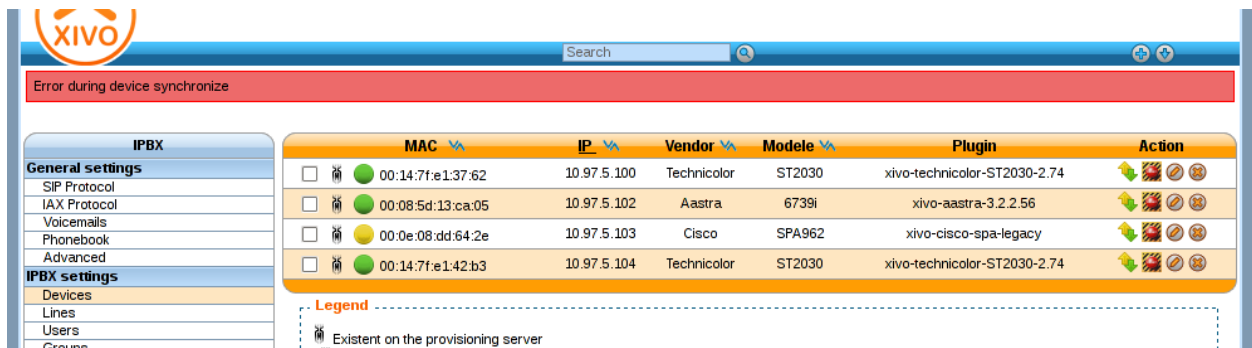 XIVO
Search
Error during device synchronize
IPBX
General settings
SIP Protocol
IAX Protocol
Voicemails
Phonebook
Advanced
IPBX settings
Devices
Lines
Users
Groups
MAC IP Vendor Modele Plugin Action
00:14:7f:e1:37:62 10.97.5.100 Technicolor ST2030 xivo-technicolor-ST2030-2.74
00:08:5d:13:ca:05 10.97.5.102 Aastra 6739i xivo-aastra-3.2.2.56
00:0e:08:dd:64:2e 10.97.5.103 Cisco SPA962 xivo-cisco-spa-legacy
00:14:7f:e1:42:b3 10.97.5.104 Technicolor ST2030 xivo-technicolor-ST2030-2.74
Legend
Existent on the provisioning server